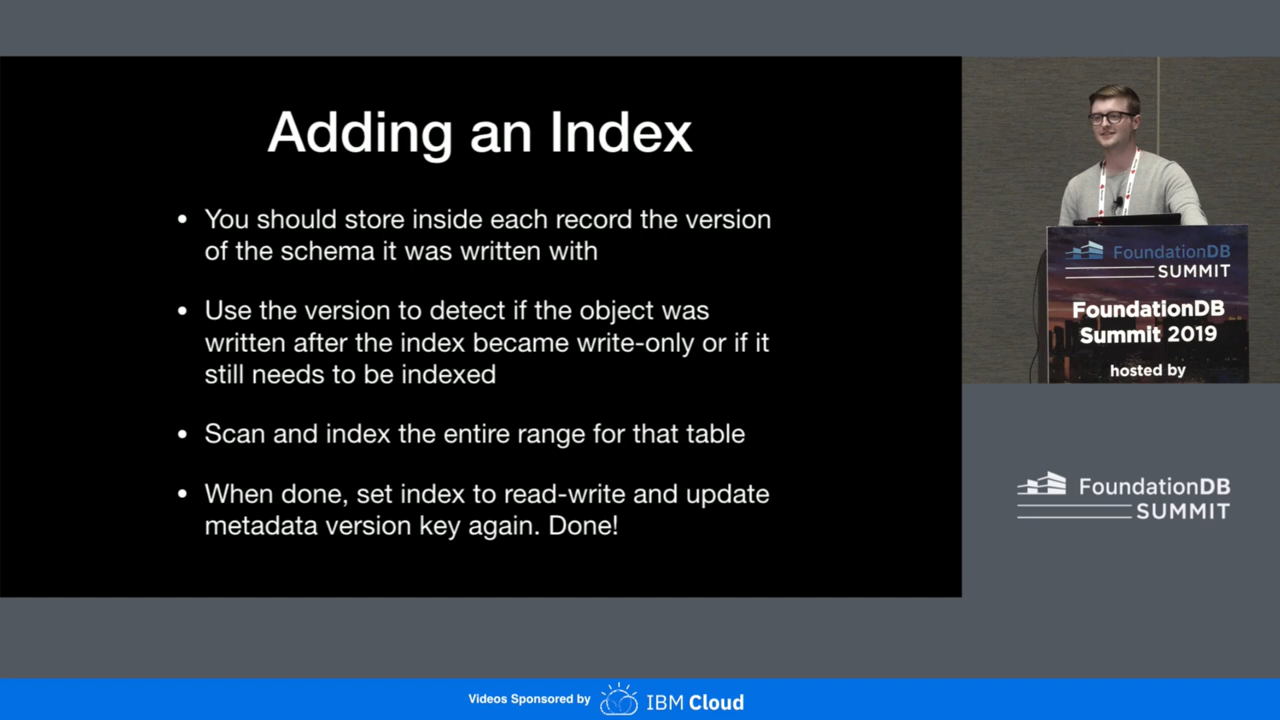 Adding an Index
• You should store inside each record the version
of the schema it was written with
• Use the version to detect if the object was
written after the index became write-only or if it
still needs to be indexed
• Scan and index the entire range for that table
• When done, set index to read-write and update
metadata version key again. Done!
FoundationDB
SUMMIT
FoundationDB
Summit 2019
hosted by
FoundationDB
SUMMIT
Videos Sponsored by IBM Cloud